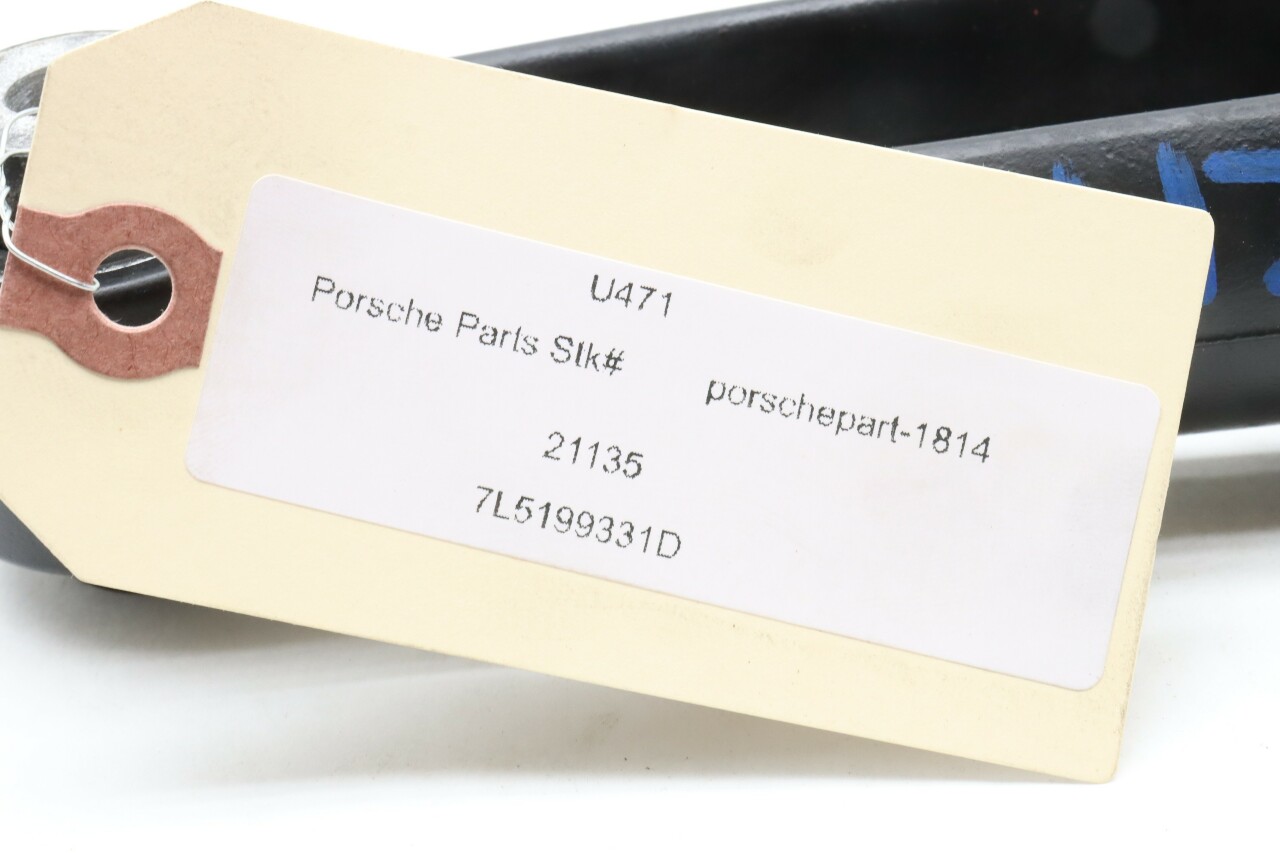 U471
Porsche Parts Stk# porschepart-1814
21135
7L5199331D